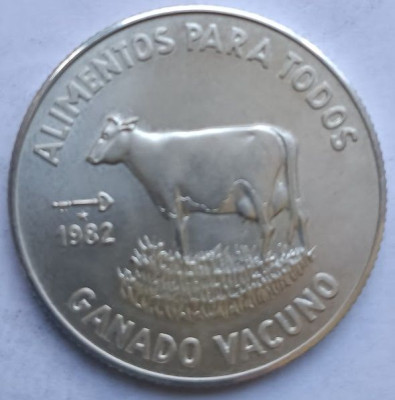 ALIMENTOS PARA TODOS
1982
GANADO VACUNO